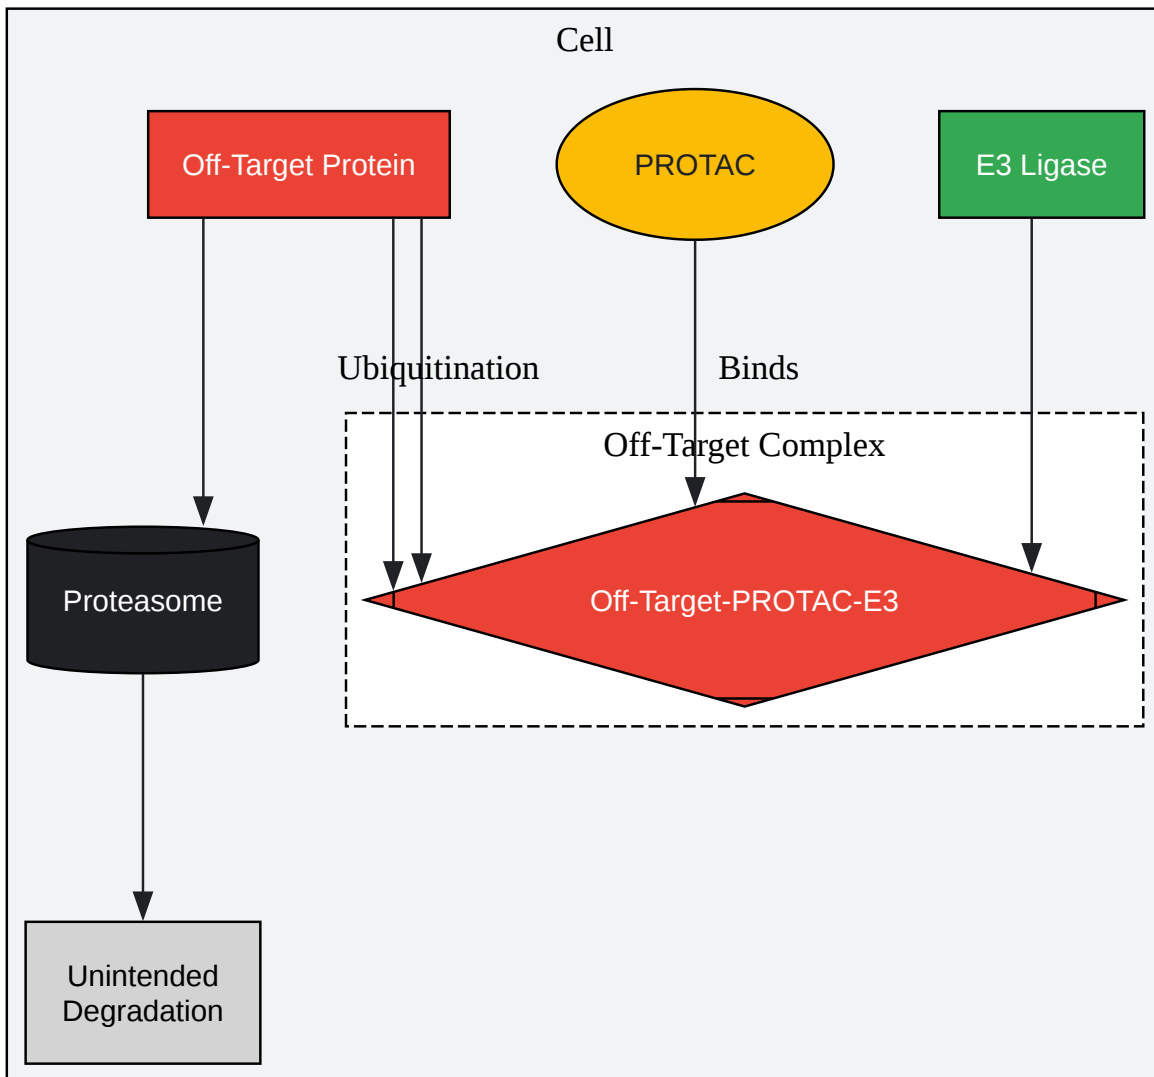 Cell
Off-Target Protein
PROTAC
E3 Ligase
Ubiquitination
Binds
Off-Target Complex
Proteasome
Off-Target-PROTAC-E3
Unintended
Degradation